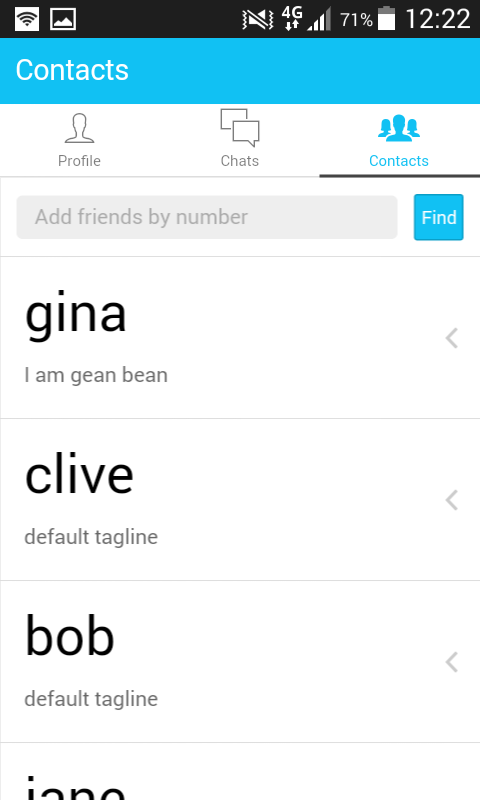 4G 71% 12:22
Contacts
Profile Chats Contacts
Add friends by number Find
gina
I am gean bean
clive
default tagline
bob
default tagline
jane